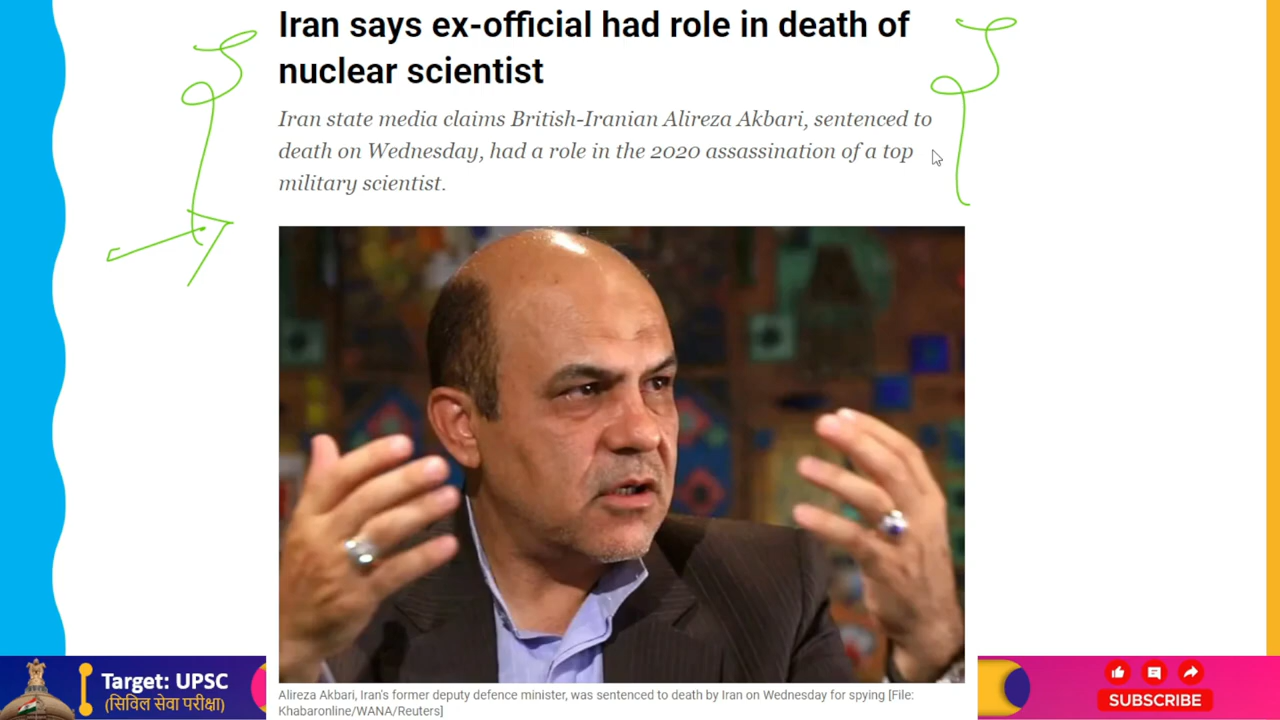 Iran says ex-official had role in death of
nuclear scientist
Iran state media claims British-Iranian Alireza Akbari, sentenced to
death on Wednesday, had a role in the 2020 assassination of a top
military scientist.
Alireza Akbari, Iran's former deputy defence minister, was sentenced to death by Iran on Wednesday for spying [File:
Khabaronline/WANA/Reuters]
Target: UPSC
(सिविल सेवा परीक्षा)
SUBSCRIBE